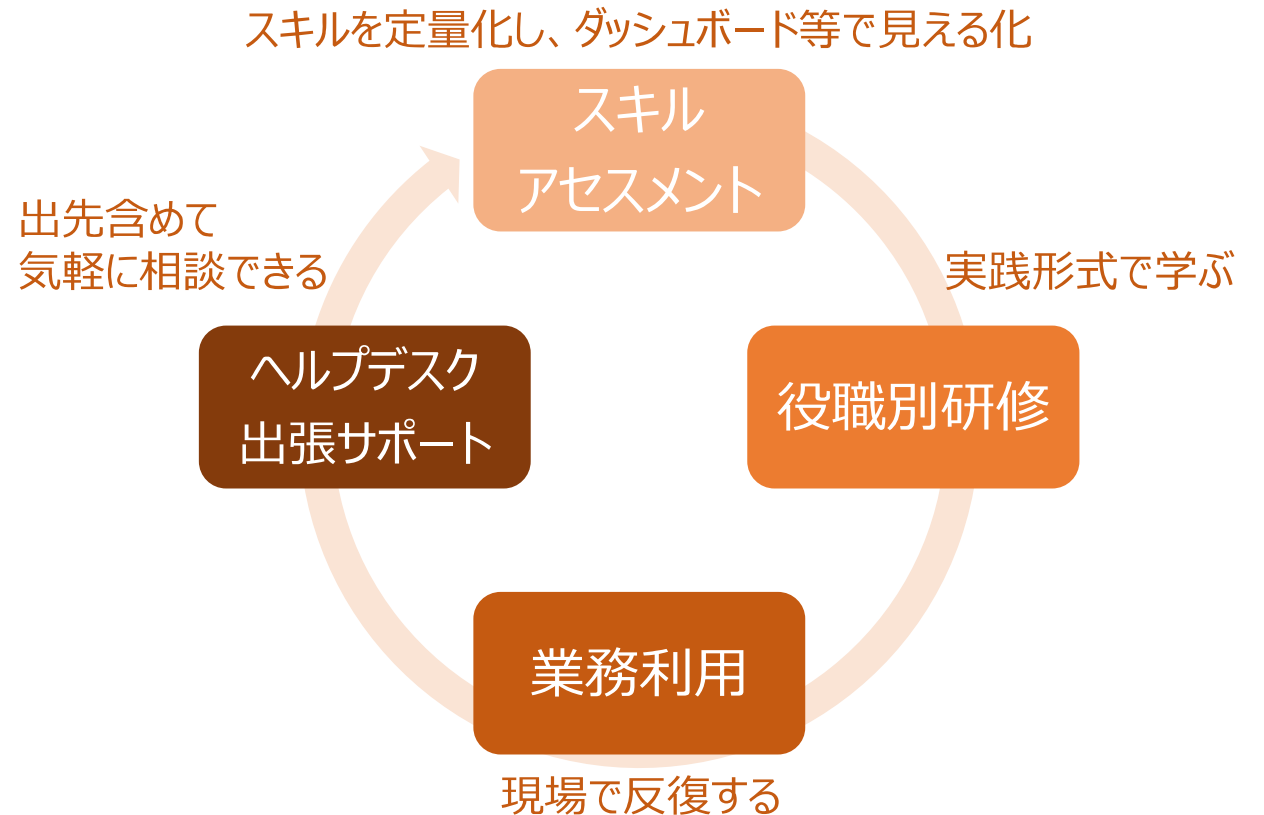 スキルを定量化し、ダッシュボード等で見える化
スキル
アセスメント
出先含めて
気軽に相談できる
実践形式で学ぶ
ヘルプデスク
出張サポート
役職別研修
業務利用
現場で反復する